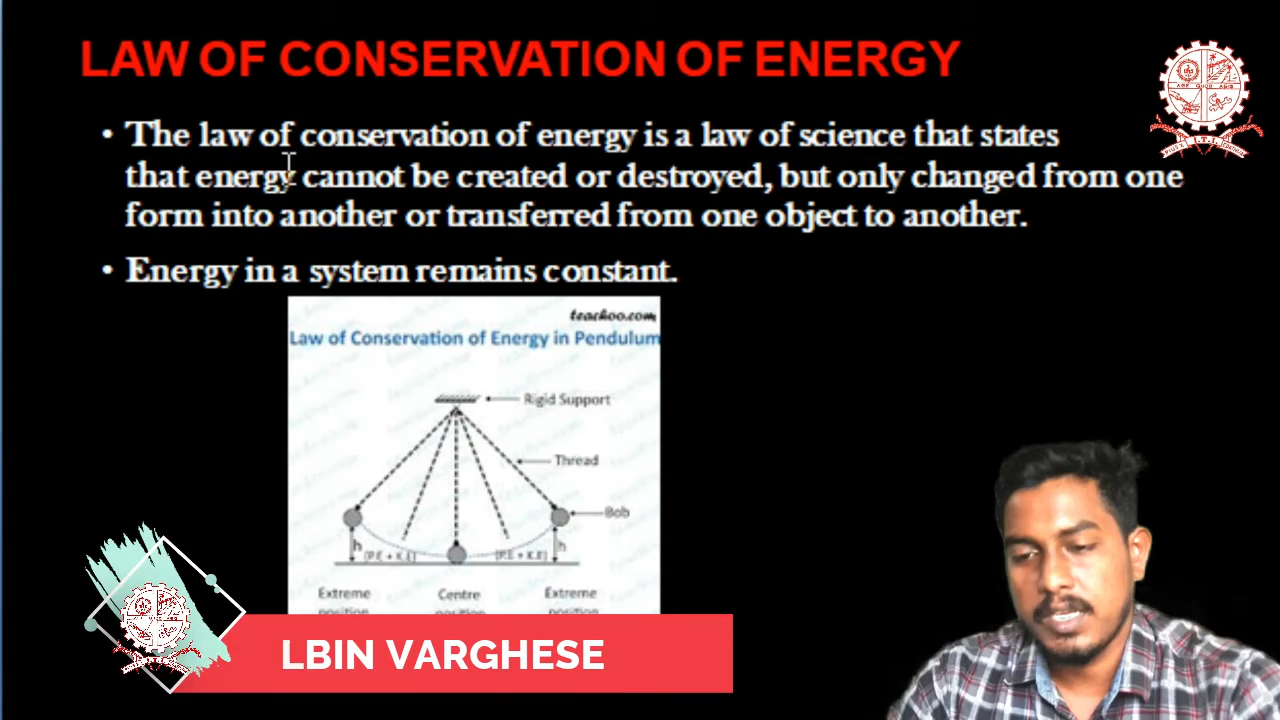 LAW OF CONSERVATION OF ENERGY
• The law of conservation of energy is a law of science that states
that energy cannot be created or destroyed, but only changed from one
form into another or transferred from one object to another.
• Energy in a system remains constant.
teachoo.com
Law of Conservation of Energy in Pendulum
Rigid Support
Thread
Bob
h
(P.E + K.E)
(P.E + K.E)
h
Extreme
position
Centre
position
Extreme
position
LBIN VARGHESE